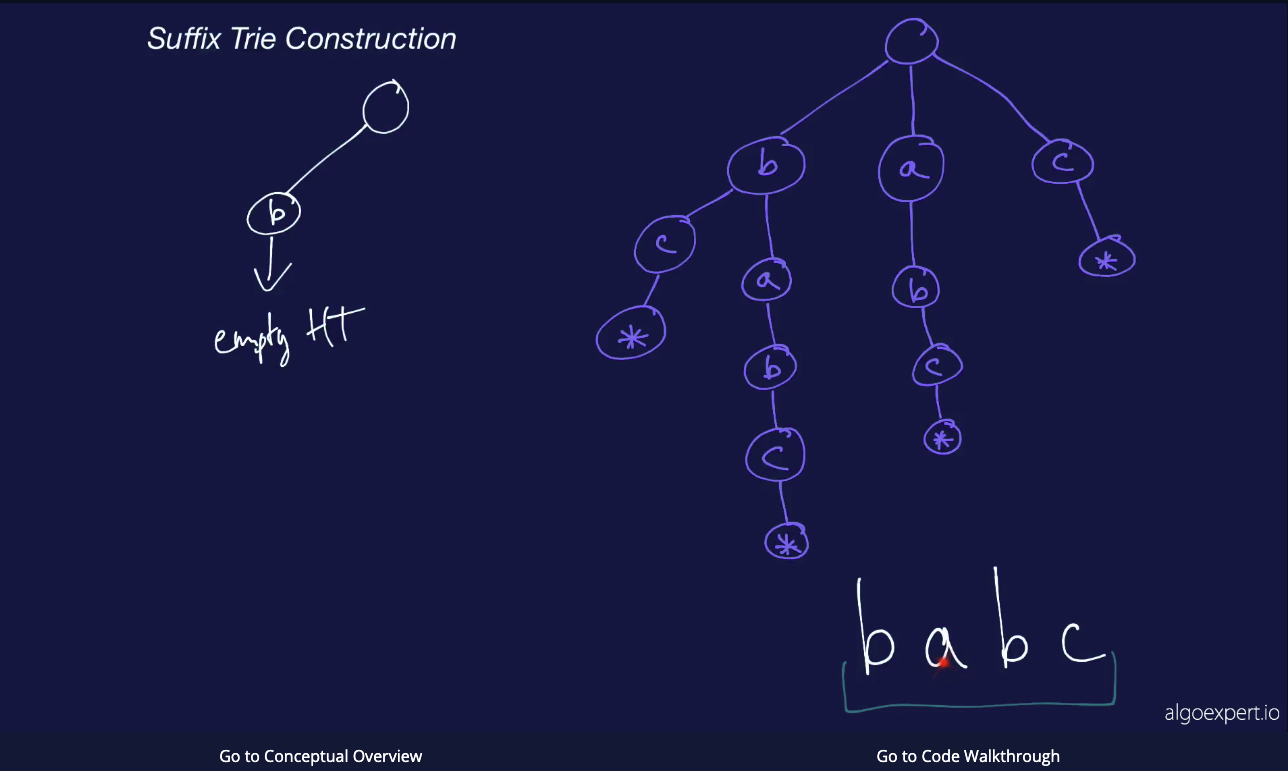 Suffix Trie Construction
b
empty HT
b a c
c a b *
* b c
c *
*
b a b c
algoexpert.io
Go to Conceptual Overview
Go to Code Walkthrough